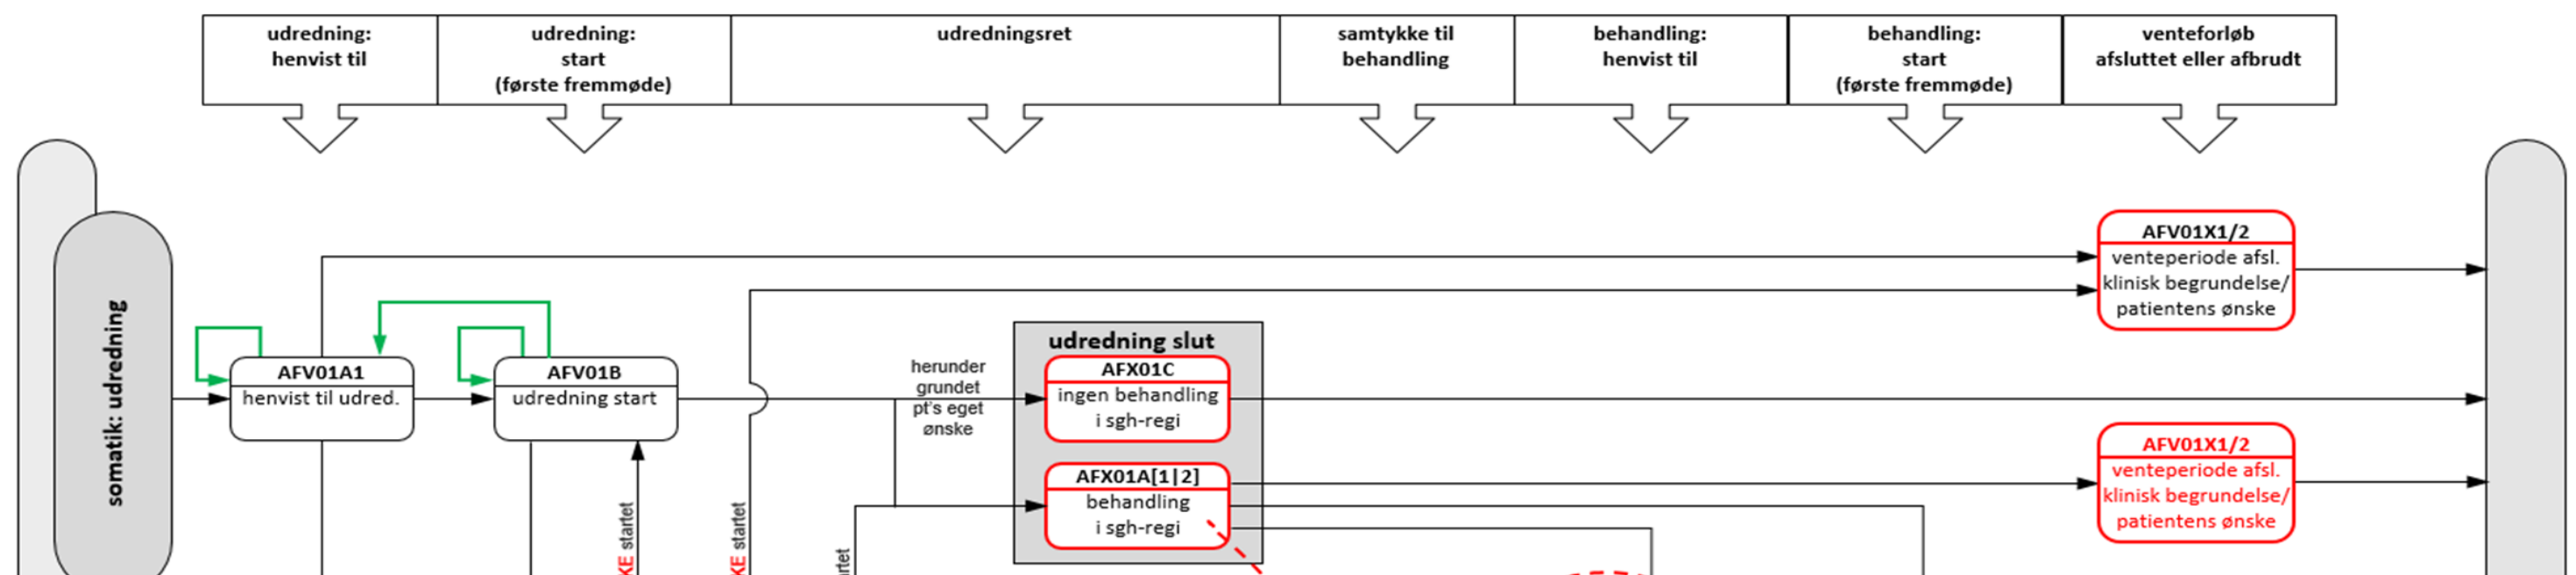 udredning:
henvist til
udredning:
start
(første fremmøde)
udredningsret
samtykke til
behandling
behandling:
henvist til
behandling:
start
(første fremmøde)
venteforløb
afsluttet eller afbrudt
somatik: udredning
AFV01A1
henvist til udred.
AFV01B
udredning start
herunder
grundet
pt's eget
ønske
udredning slut
AFX01C
ingen behandling
i sgh-regi
AFX01A[1|2]
behandling
i sgh-regi
AFV01X1/2
venteperiode afsl.
klinisk begrundelse/
patientens ønske
AFV01X1/2
venteperiode afsl.
klinisk begrundelse/
patientens ønske
KE startet
KE startet